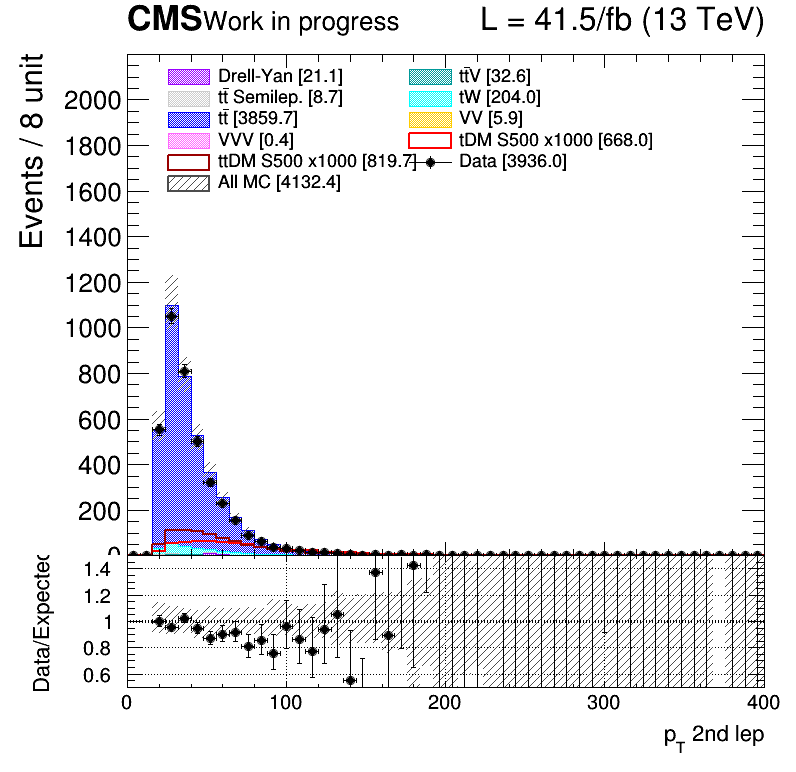 CMS Work in progress L = 41.5/fb (13 TeV)
Events / 8 unit
Drell-Yan [21.1] tt̄V [32.6]
tt̄ Semilep. [8.7] tW [204.0]
tt̄ [3859.7] VV [5.9]
VVV [0.4] tDM S500 x1000 [668.0]
ttDM S500 x1000 [819.7] Data [3936.0]
All MC [4132.4]
2000
1800
1600
1400
1200
1000
800
600
400
200
0
Data/Expected
1.4
1.2
1
0.8
0.6
0 100 200 300 400
p_T 2nd lep